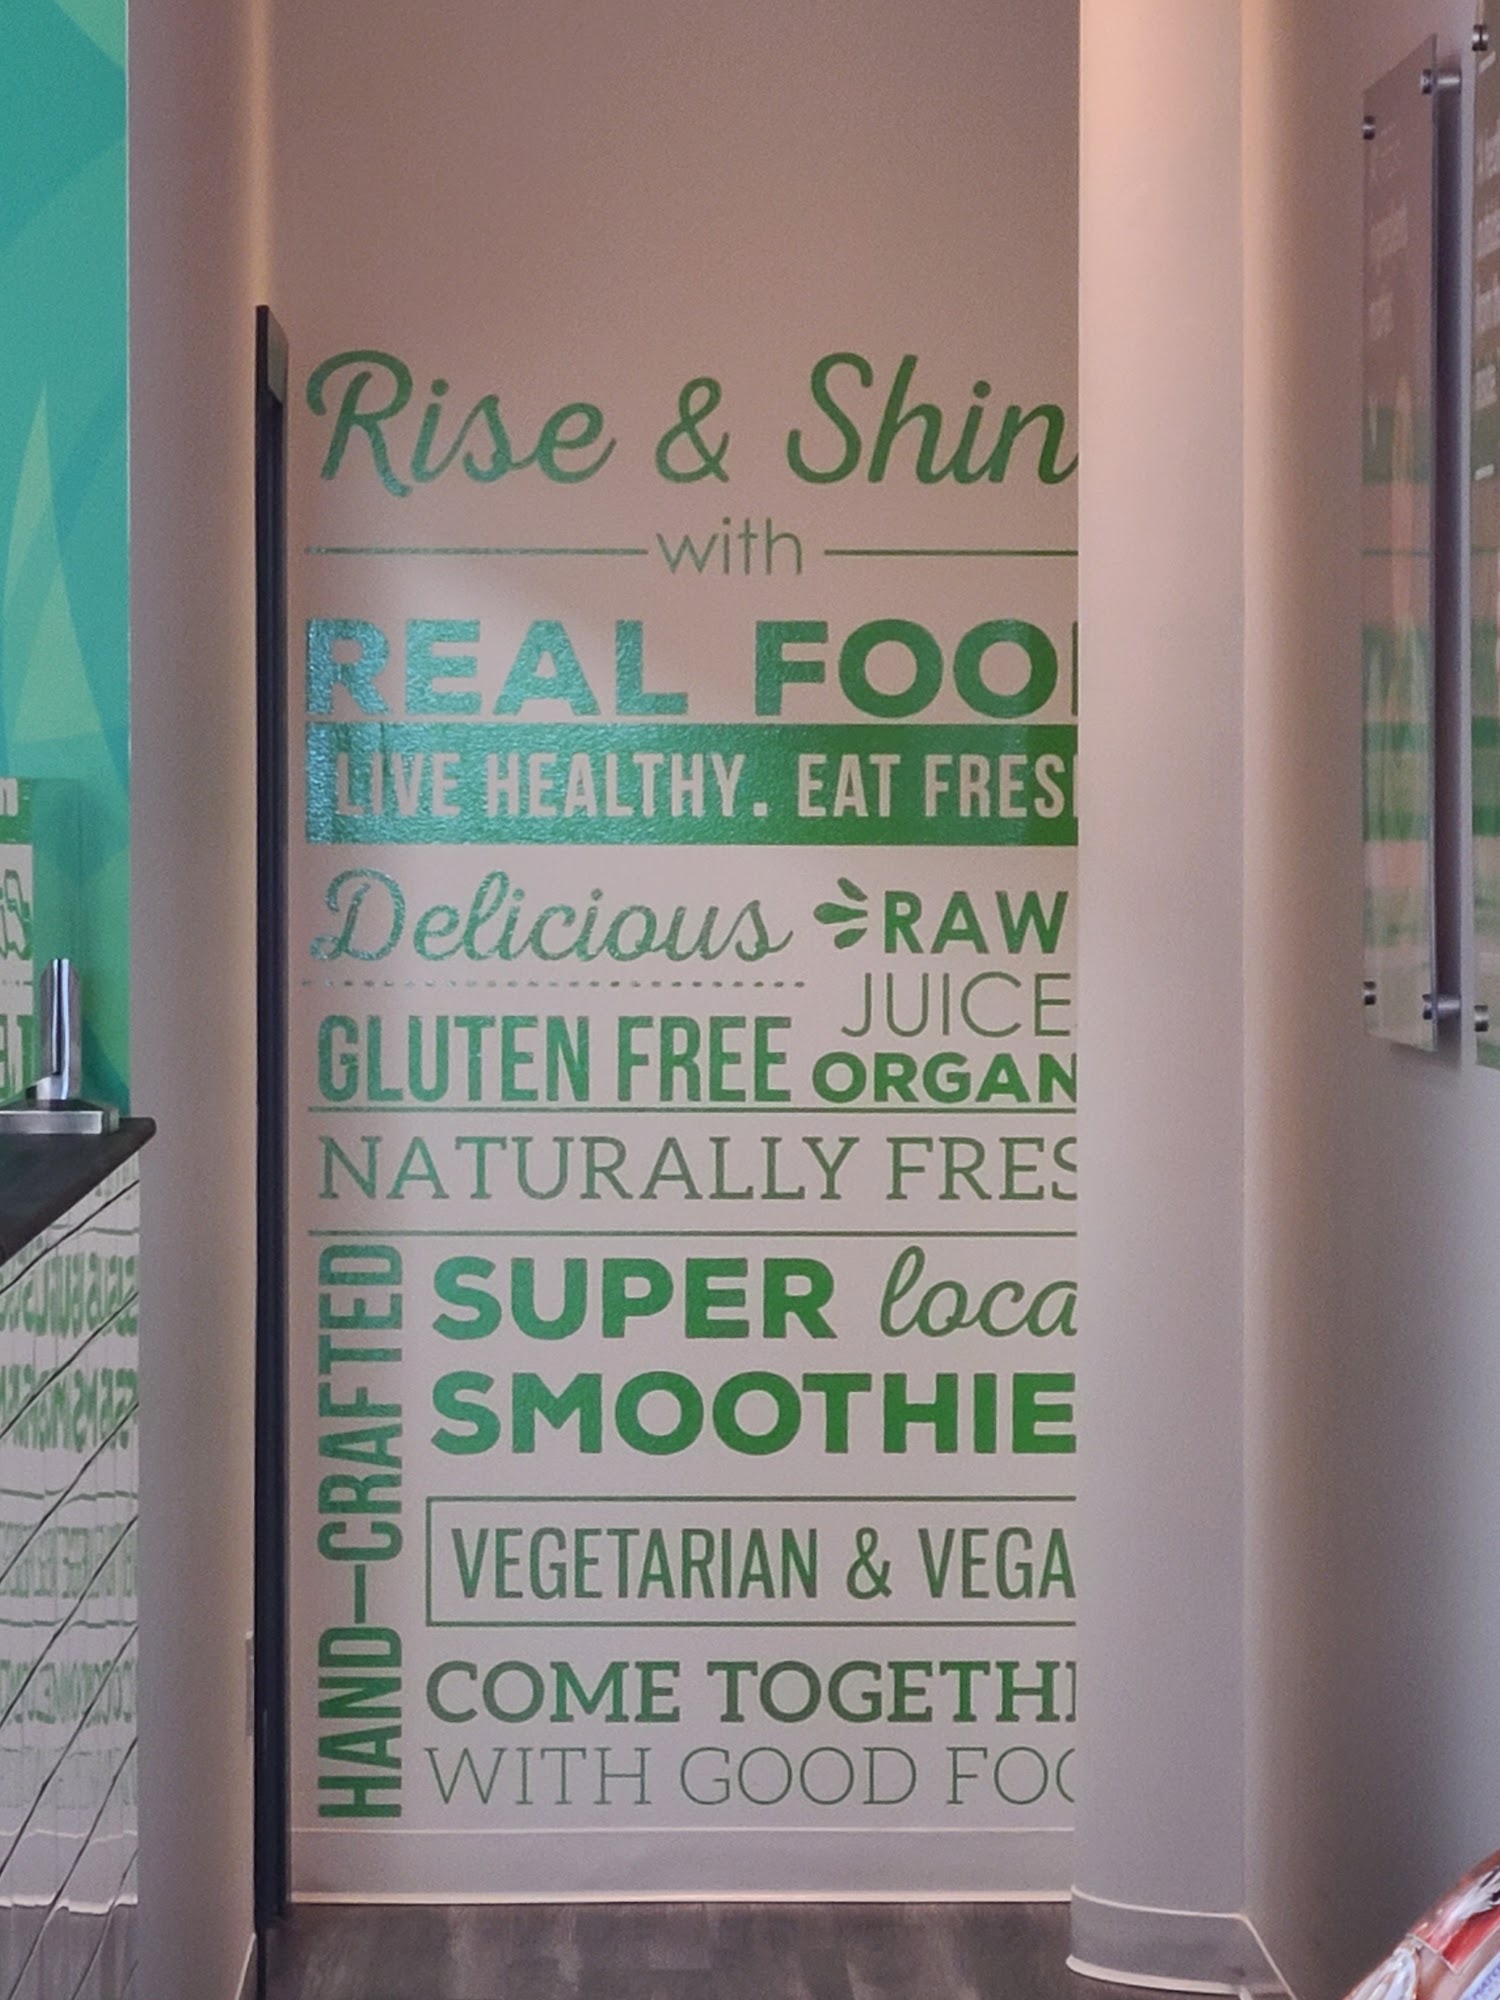 Rise & Shin
with
REAL FOO
LIVE HEALTHY. EAT FRES
Delicious
RAW
JUICE
GLUTEN FREE
ORGAN
NATURALLY FRES
HAND-CRAFTED
SUPER loca
SMOOTHIE
VEGETARIAN & VEGA
COME TOGETH
WITH GOOD FOO